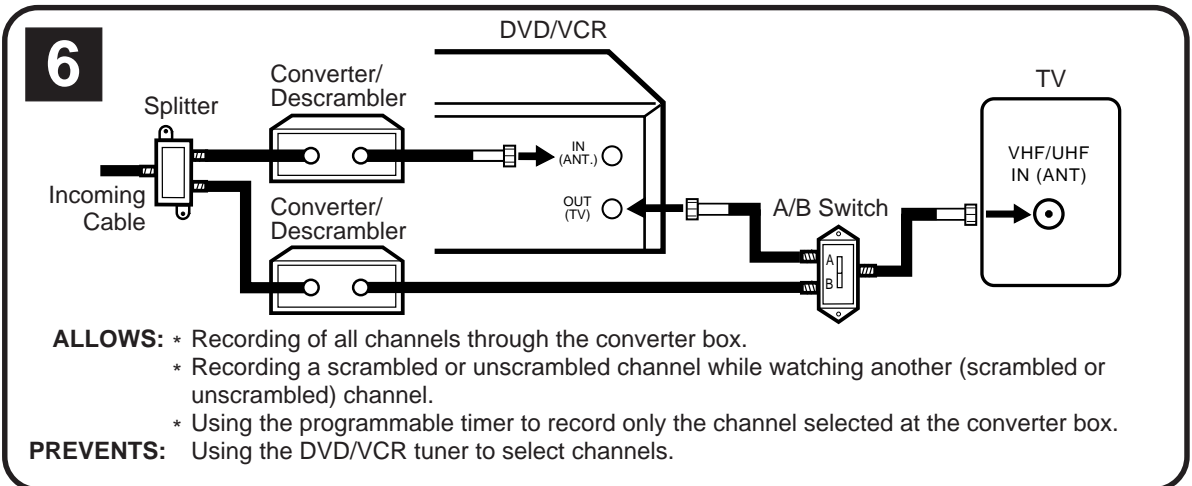 6
DVD/VCR
Converter/
Descrambler
Splitter
TV
IN
(ANT.)
VHF/UHF
IN (ANT)
Incoming
Cable
Converter/
Descrambler
OUT
(TV)
A/B Switch
A
B
ALLOWS: * Recording of all channels through the converter box.
* Recording a scrambled or unscrambled channel while watching another (scrambled or
unscrambled) channel.
* Using the programmable timer to record only the channel selected at the converter box.
PREVENTS: Using the DVD/VCR tuner to select channels.